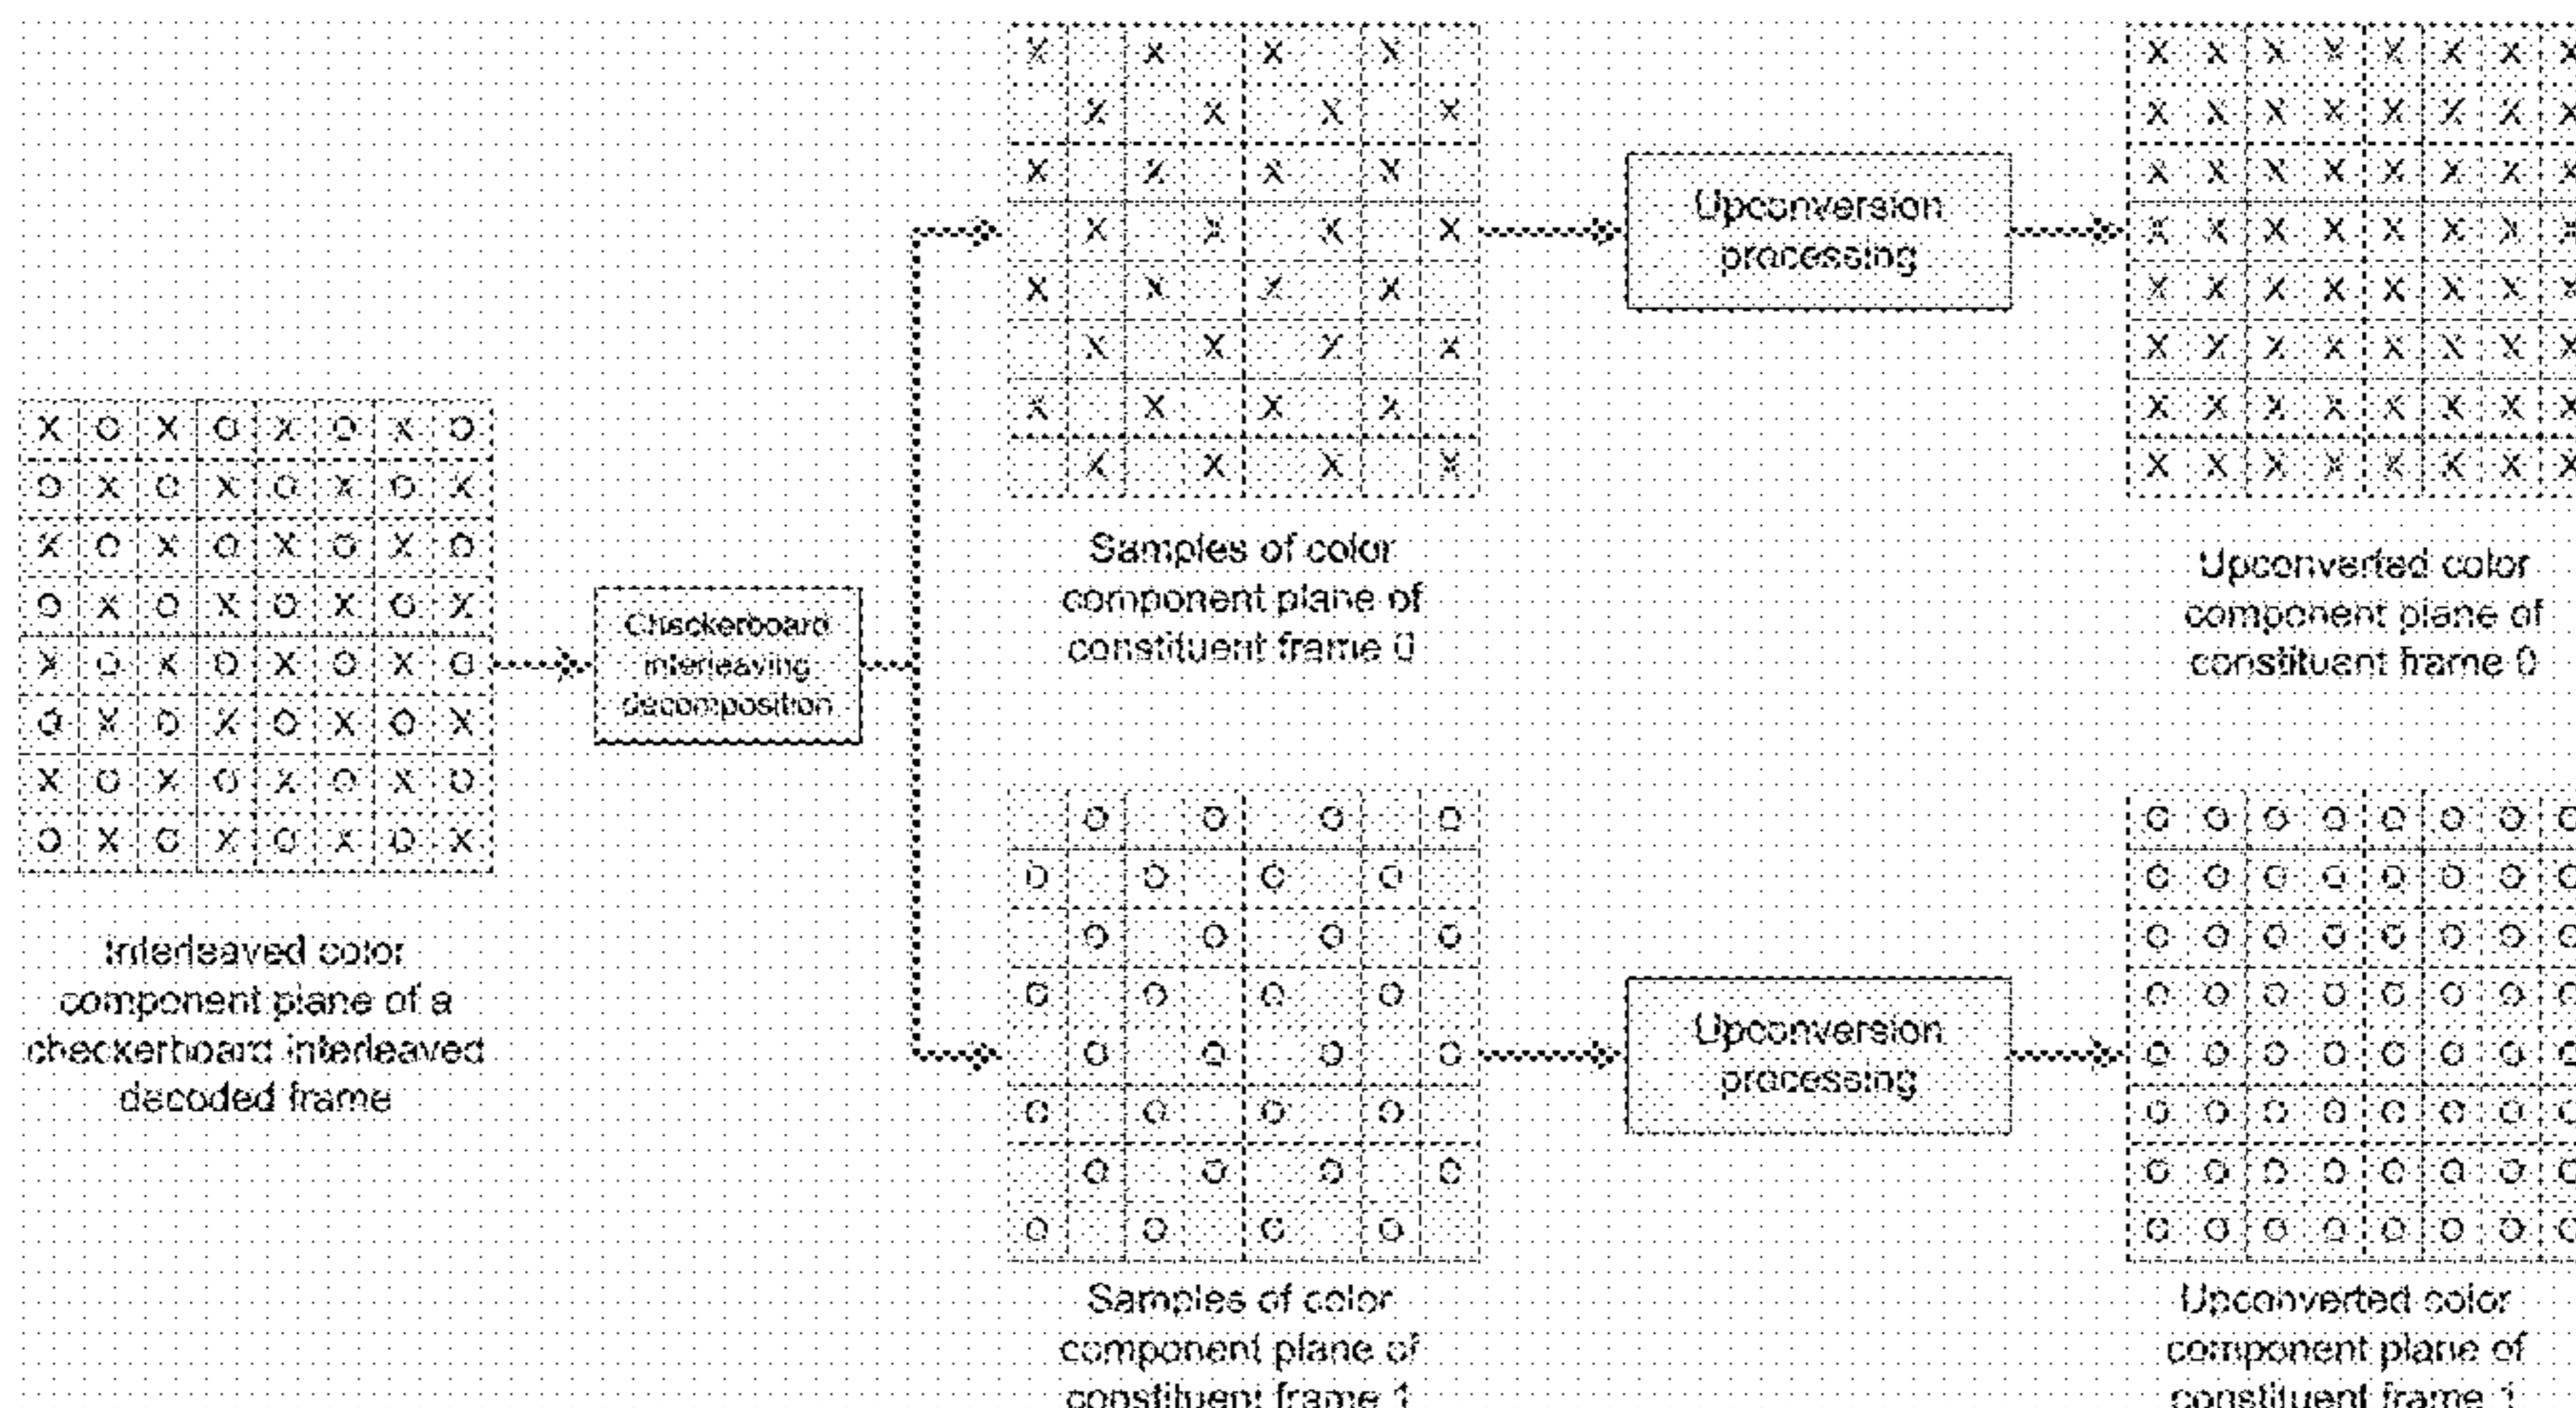 X O X O X O X O
O X O X O X O X
X O X O X O X O
O X O X O X O X
X O X O X O X O
O X O X O X O X
X O X O X O X O
O X O X O X O X
Interleaved color
component plane of a
checkerboard interleaved
decoded frame
Checkerboard
interleaving
decomposition
X X X X
X X X X
X X X X
X X X X
X X X X
X X X X
X X X X
X X X X
Samples of color
component plane of
constituent frame 0
Upconversion
processing
X X X X X X X X
X X X X X X X X
X X X X X X X X
X X X X X X X X
X X X X X X X X
X X X X X X X X
X X X X X X X X
X X X X X X X X
Upconverted color
component plane of
constituent frame 0
O O O O
O O O O
O O O O
O O O O
O O O O
O O O O
O O O O
O O O O
Samples of color
component plane of
constituent frame 1
Upconversion
processing
O O O O O O O O
O O O O O O O O
O O O O O O O O
O O O O O O O O
O O O O O O O O
O O O O O O O O
O O O O O O O O
O O O O O O O O
Upconverted color
component plane of
constituent frame 1